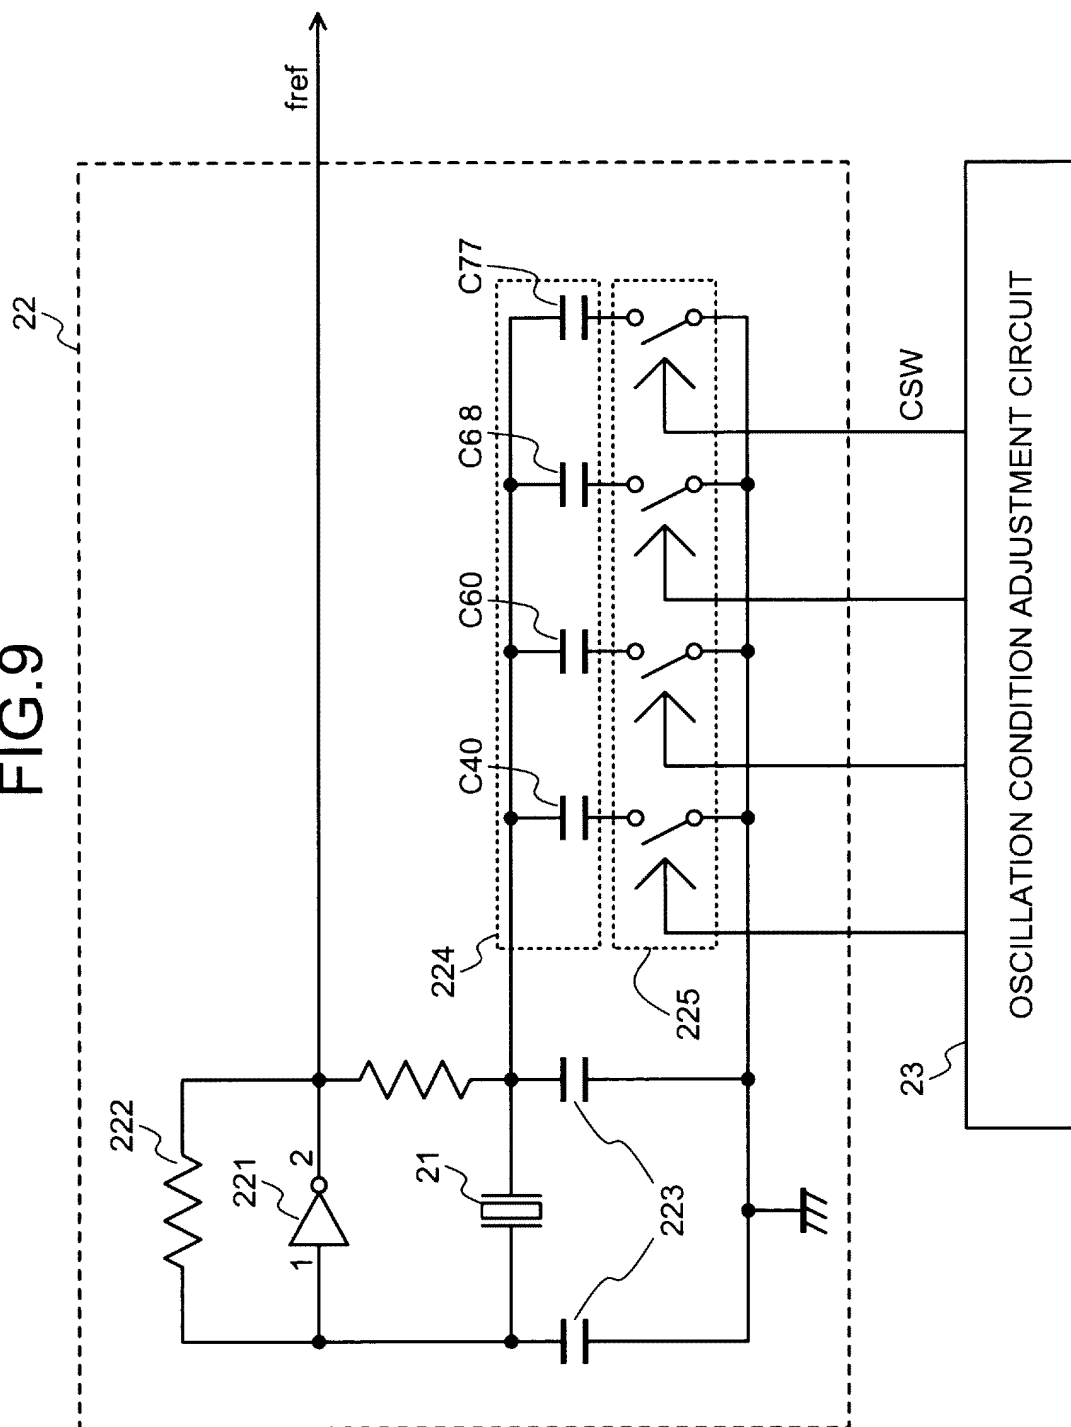 FIG.9
22
fref
222
221
1
2
21
223
224
225
C40
C60
C68
C77
CSW
23
OSCILLATION CONDITION ADJUSTMENT CIRCUIT